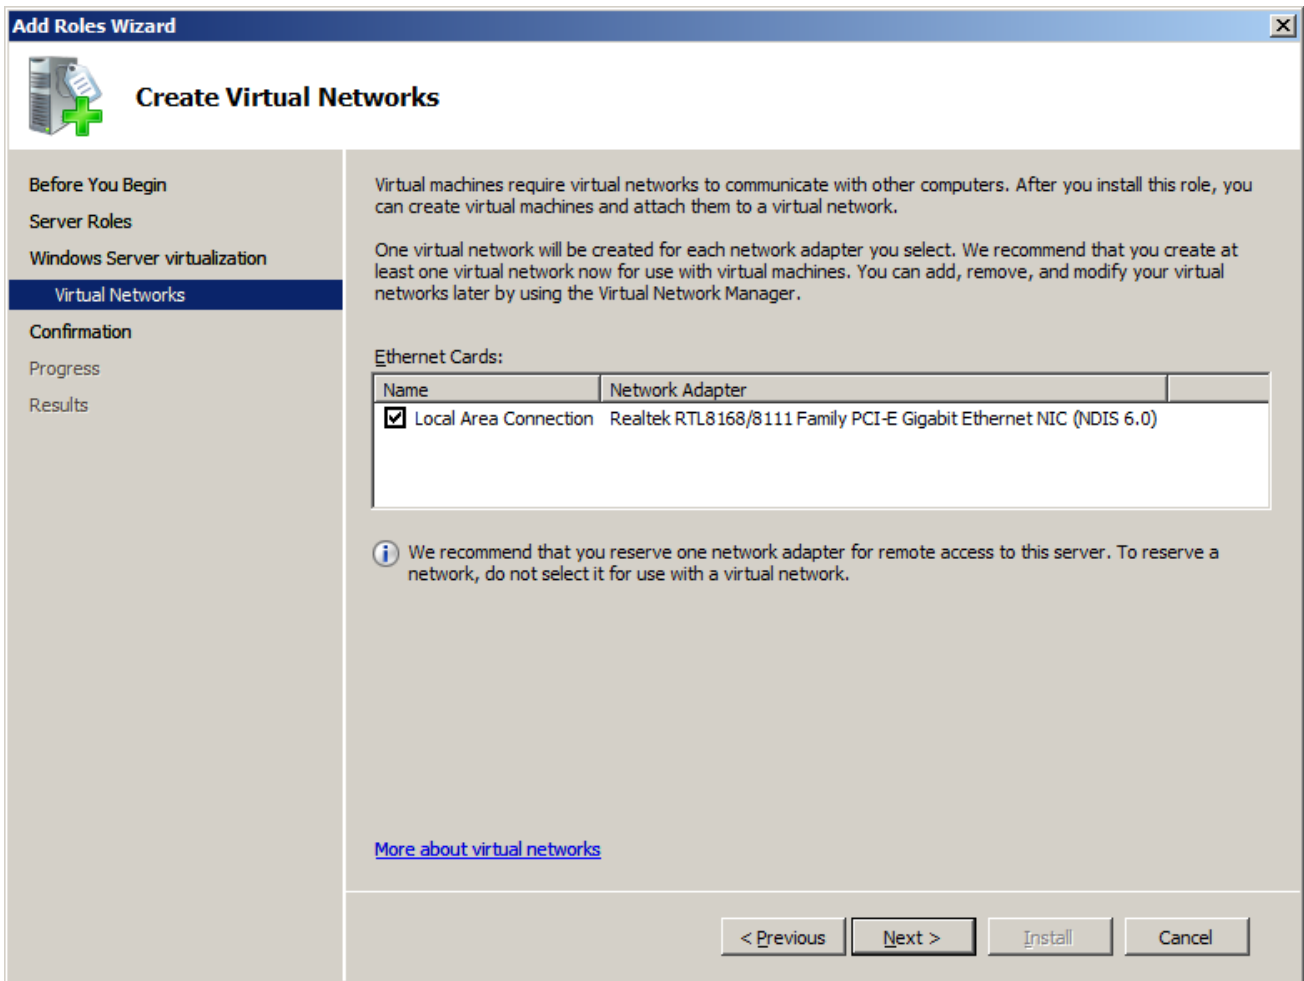 Add Roles Wizard
Create Virtual Networks
Before You Begin
Server Roles
Windows Server virtualization
Virtual Networks
Confirmation
Progress
Results
Virtual machines require virtual networks to communicate with other computers. After you install this role, you
can create virtual machines and attach them to a virtual network.
One virtual network will be created for each network adapter you select. We recommend that you create at
least one virtual network now for use with virtual machines. You can add, remove, and modify your virtual
networks later by using the Virtual Network Manager.
Ethernet Cards:
Name Network Adapter
Local Area Connection Realtek RTL8168/8111 Family PCI-E Gigabit Ethernet NIC (NDIS 6.0)
We recommend that you reserve one network adapter for remote access to this server. To reserve a
network, do not select it for use with a virtual network.
More about virtual networks
< Previous Next > Install Cancel